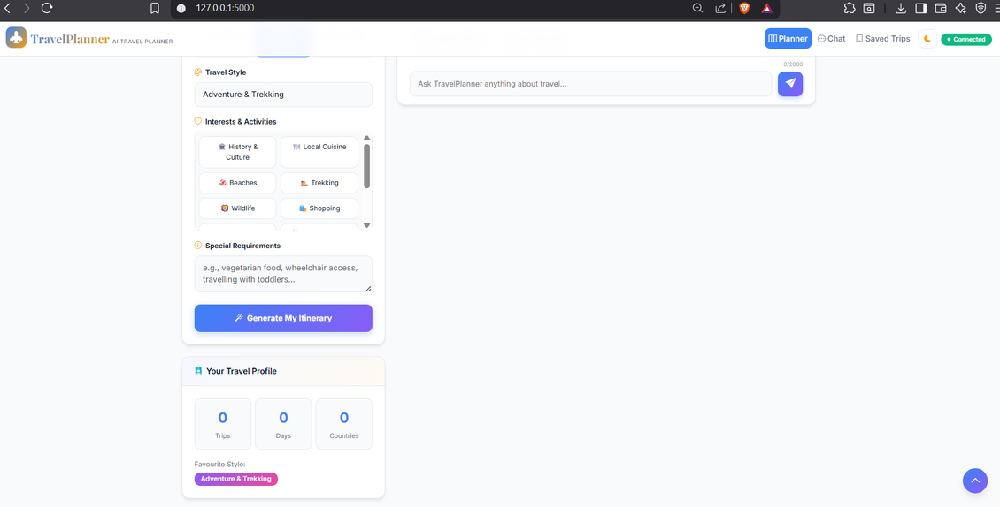 127.0.0.1:5000
TravelPlanner AI TRAVEL PLANNER
Planner
Chat
Saved Trips
Connected
Travel Style
Adventure & Trekking
Interests & Activities
History &
Culture
Local Cuisine
Beaches
Trekking
Wildlife
Shopping
Special Requirements
e.g., vegetarian food, wheelchair access,
travelling with toddlers...
Generate My Itinerary
Your Travel Profile
0
Trips
0
Days
0
Countries
Favourite Style:
Adventure & Trekking
0/2000
Ask TravelPlanner anything about travel...